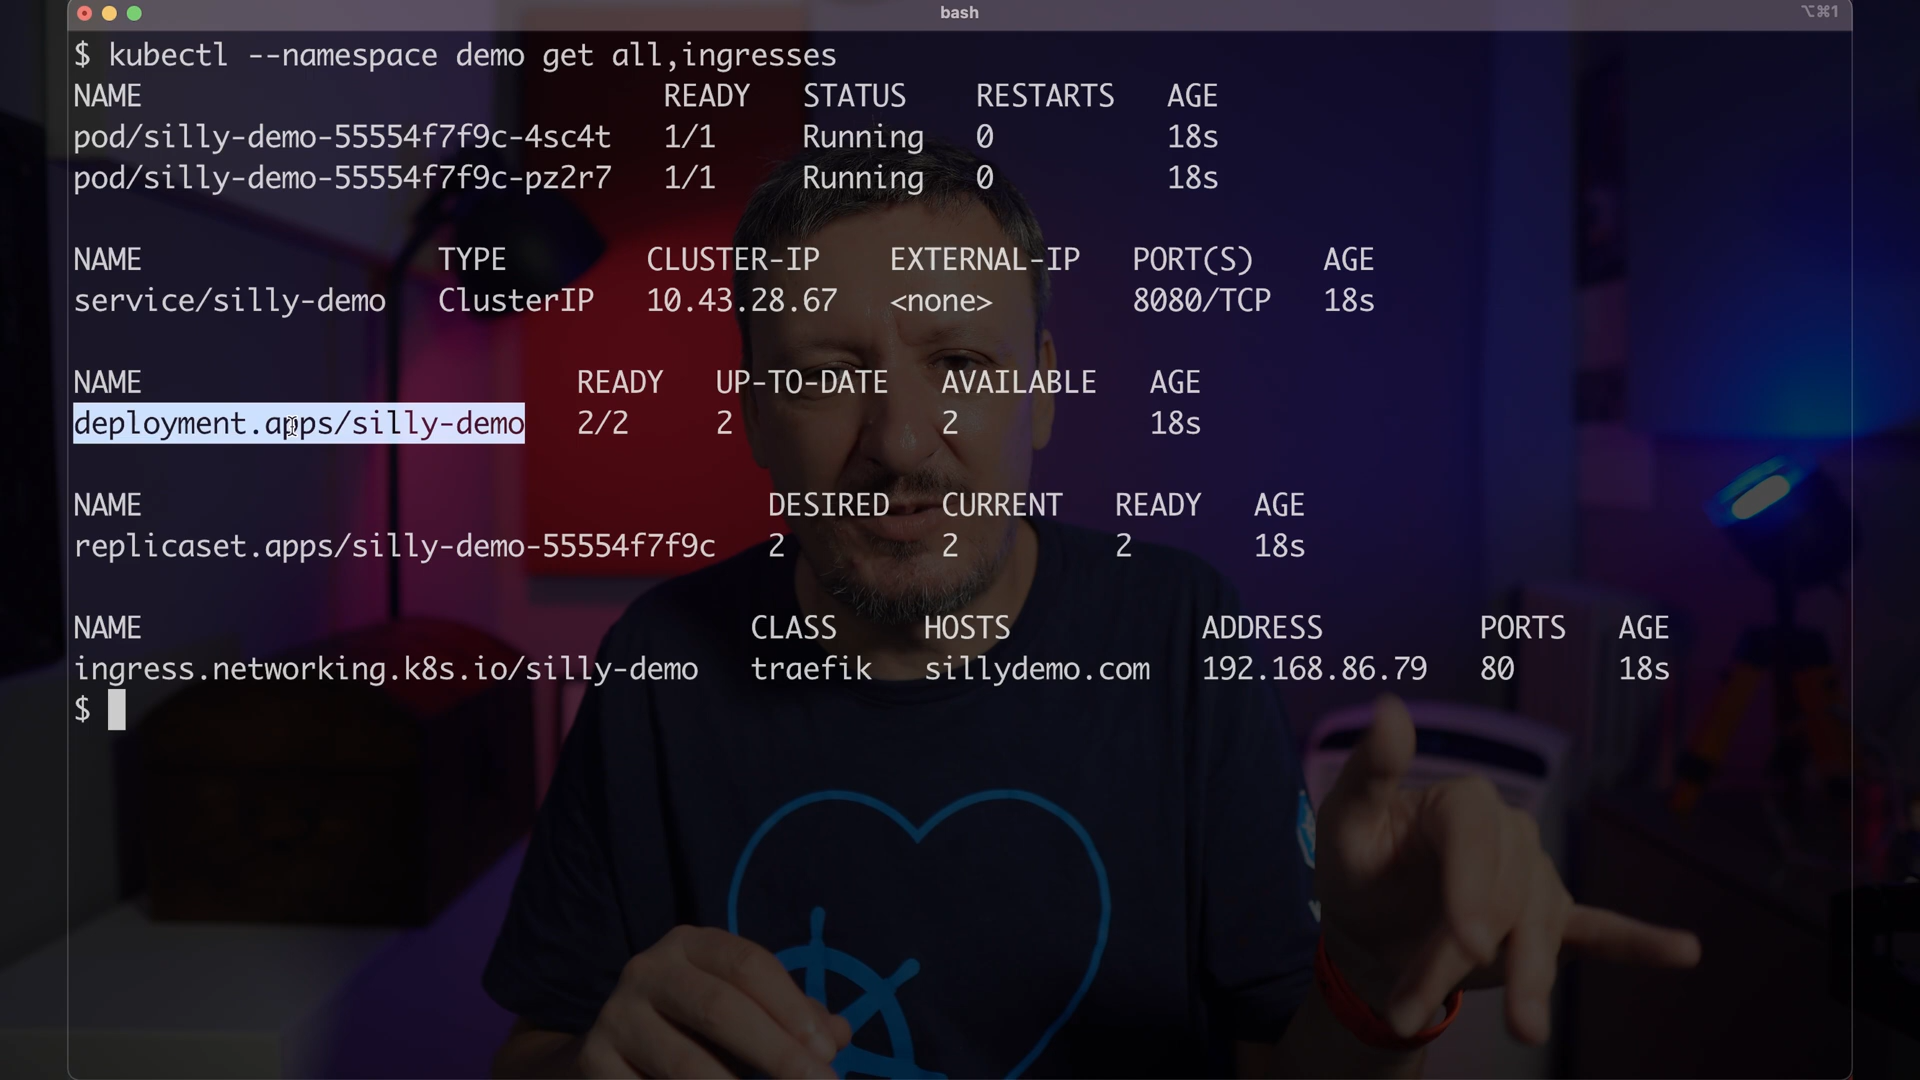 bash
⌥⌘1
$ kubectl --namespace demo get all,ingresses
NAME READY STATUS RESTARTS AGE
pod/silly-demo-55554f7f9c-4sc4t 1/1 Running 0 18s
pod/silly-demo-55554f7f9c-pz2r7 1/1 Running 0 18s
NAME TYPE CLUSTER-IP EXTERNAL-IP PORT(S) AGE
service/silly-demo ClusterIP 10.43.28.67 <none> 8080/TCP 18s
NAME READY UP-TO-DATE AVAILABLE AGE
deployment.apps/silly-demo 2/2 2 2 18s
NAME DESIRED CURRENT READY AGE
replicaset.apps/silly-demo-55554f7f9c 2 2 2 18s
NAME CLASS HOSTS ADDRESS PORTS AGE
ingress.networking.k8s.io/silly-demo traefik sillydemo.com 192.168.86.79 80 18s
$